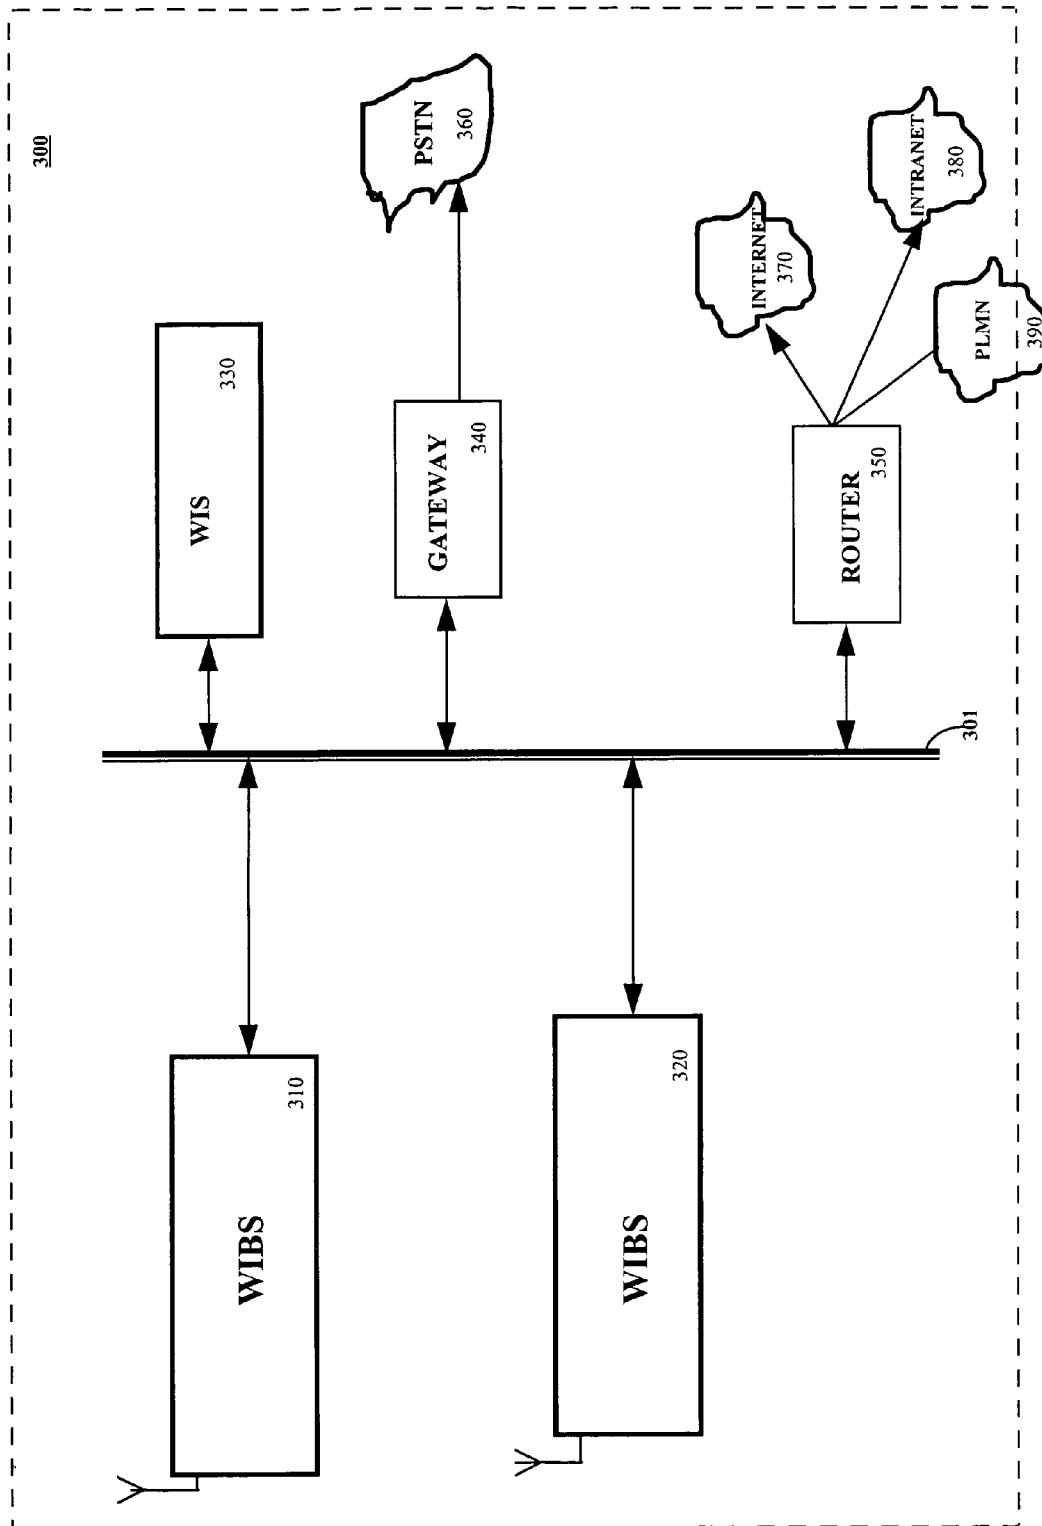 300
WIBS
310
WIBS
320
WIS
330
GATEWAY
340
ROUTER
350
301
PSTN
360
INTERNET
370
INTRANET
380
PLMN
390